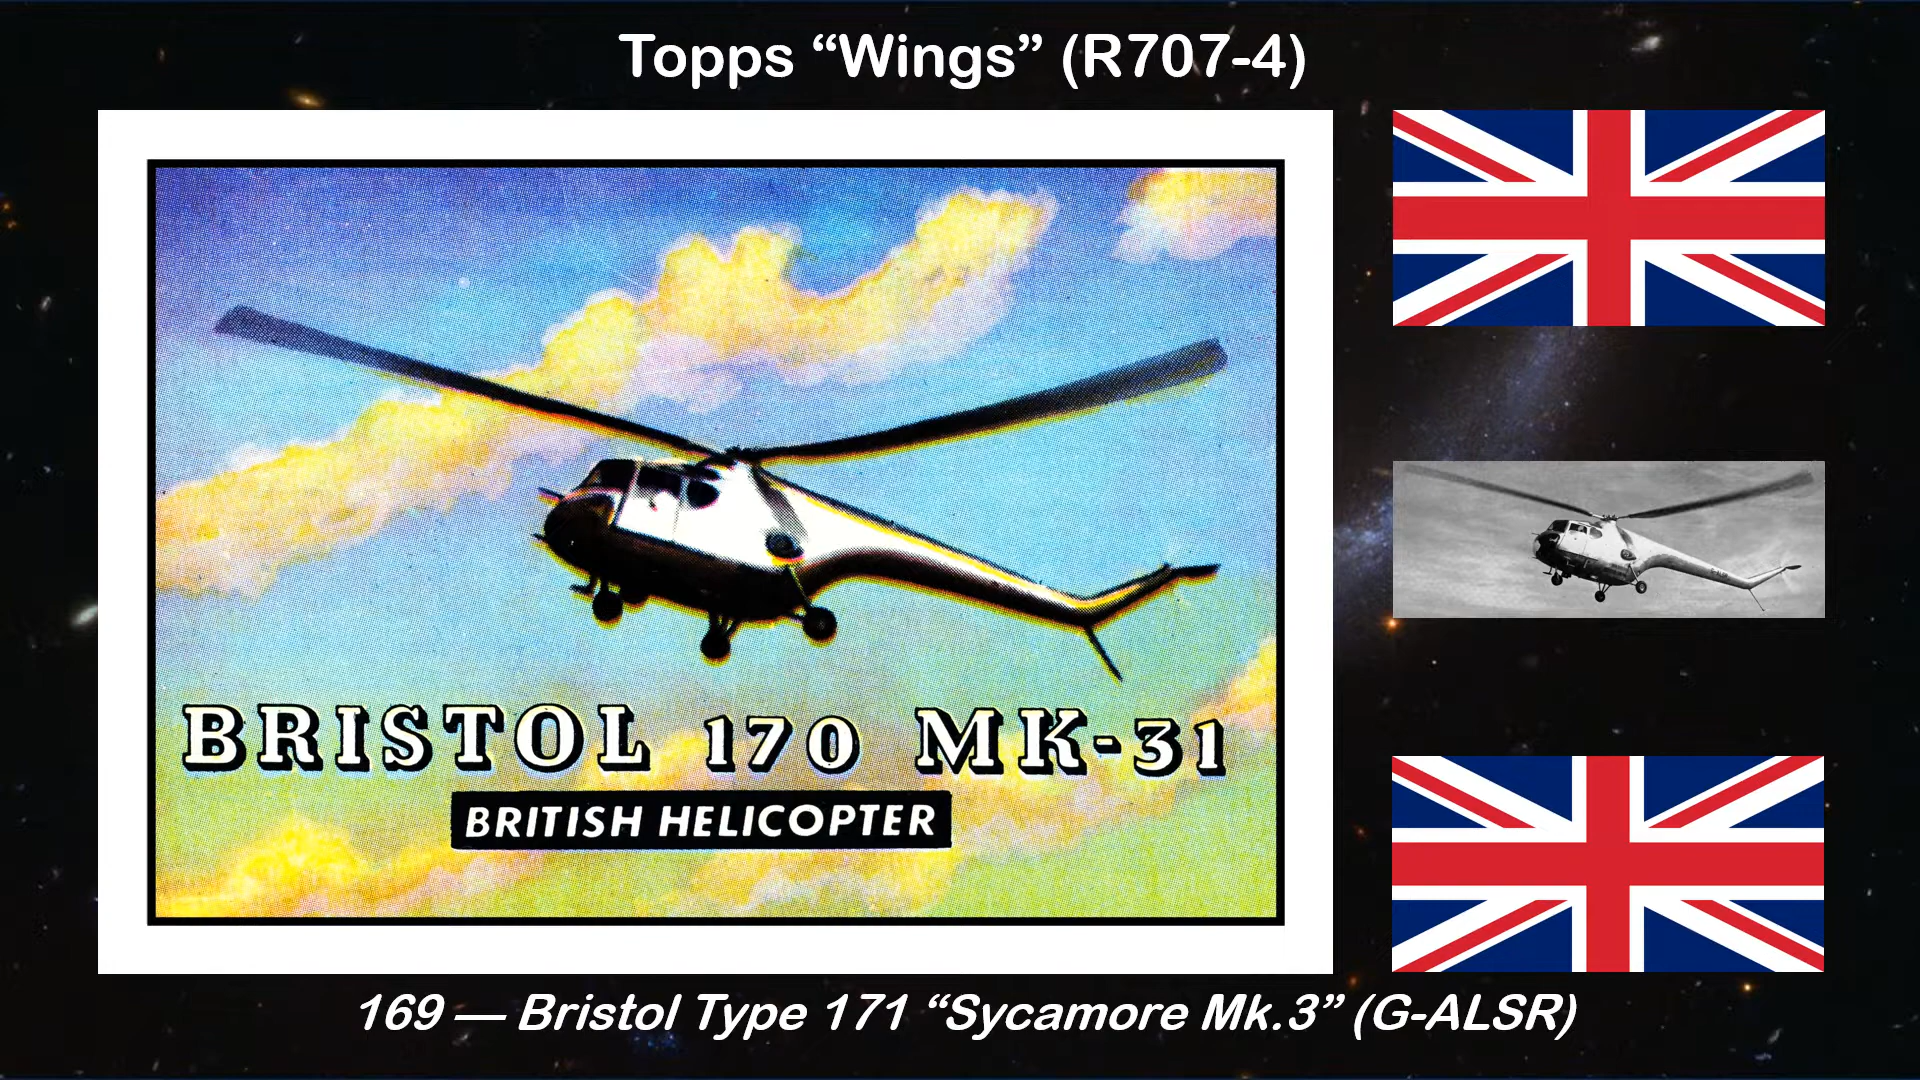 Topps “Wings” (R707-4)
BRISTOL 170 MK-31
BRITISH HELICOPTER
169 — Bristol Type 171 “Sycamore Mk.3” (G-ALSR)